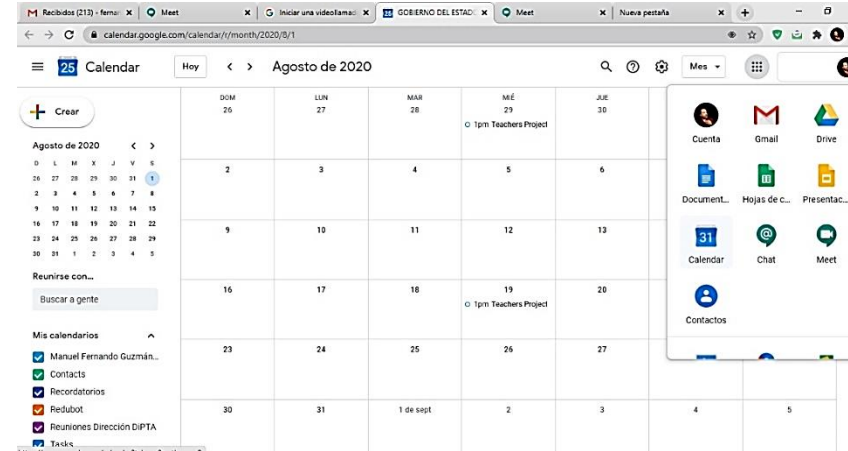 Recibidos (213) - fernan
Meet
Iniciar una videollamad
GOBIERNO DEL ESTADO
Meet
Nueva pestaña
calendar.google.com/calendar/r/month/2020/8/1
25 Calendar Hoy < > Agosto de 2020 Mes
Crear
Agosto de 2020 < >
D L M X J V S
26 27 28 29 30 31 1
2 3 4 5 6 7 8
9 10 11 12 13 14 15
16 17 18 19 20 21 22
23 24 25 26 27 28 29
30 31 1 2 3 4 5
Reunirse con...
Buscar a gente
Mis calendarios
Manuel Fernando Guzmán...
Contacts
Recordatorios
Redubot
Reuniones Dirección DiPTA
Tasks
DOM LUN MAR MIÉ JUE
26 27 28 29 30
1pm Teachers Project
2 3 4 5 6
9 10 11 12 13
16 17 18 19 20
1pm Teachers Project
23 24 25 26 27
30 31 1 de sept 2 3 4 5
Cuenta Gmail Drive
Document... Hojas de c... Presentac...
31
Calendar Chat Meet
Contactos